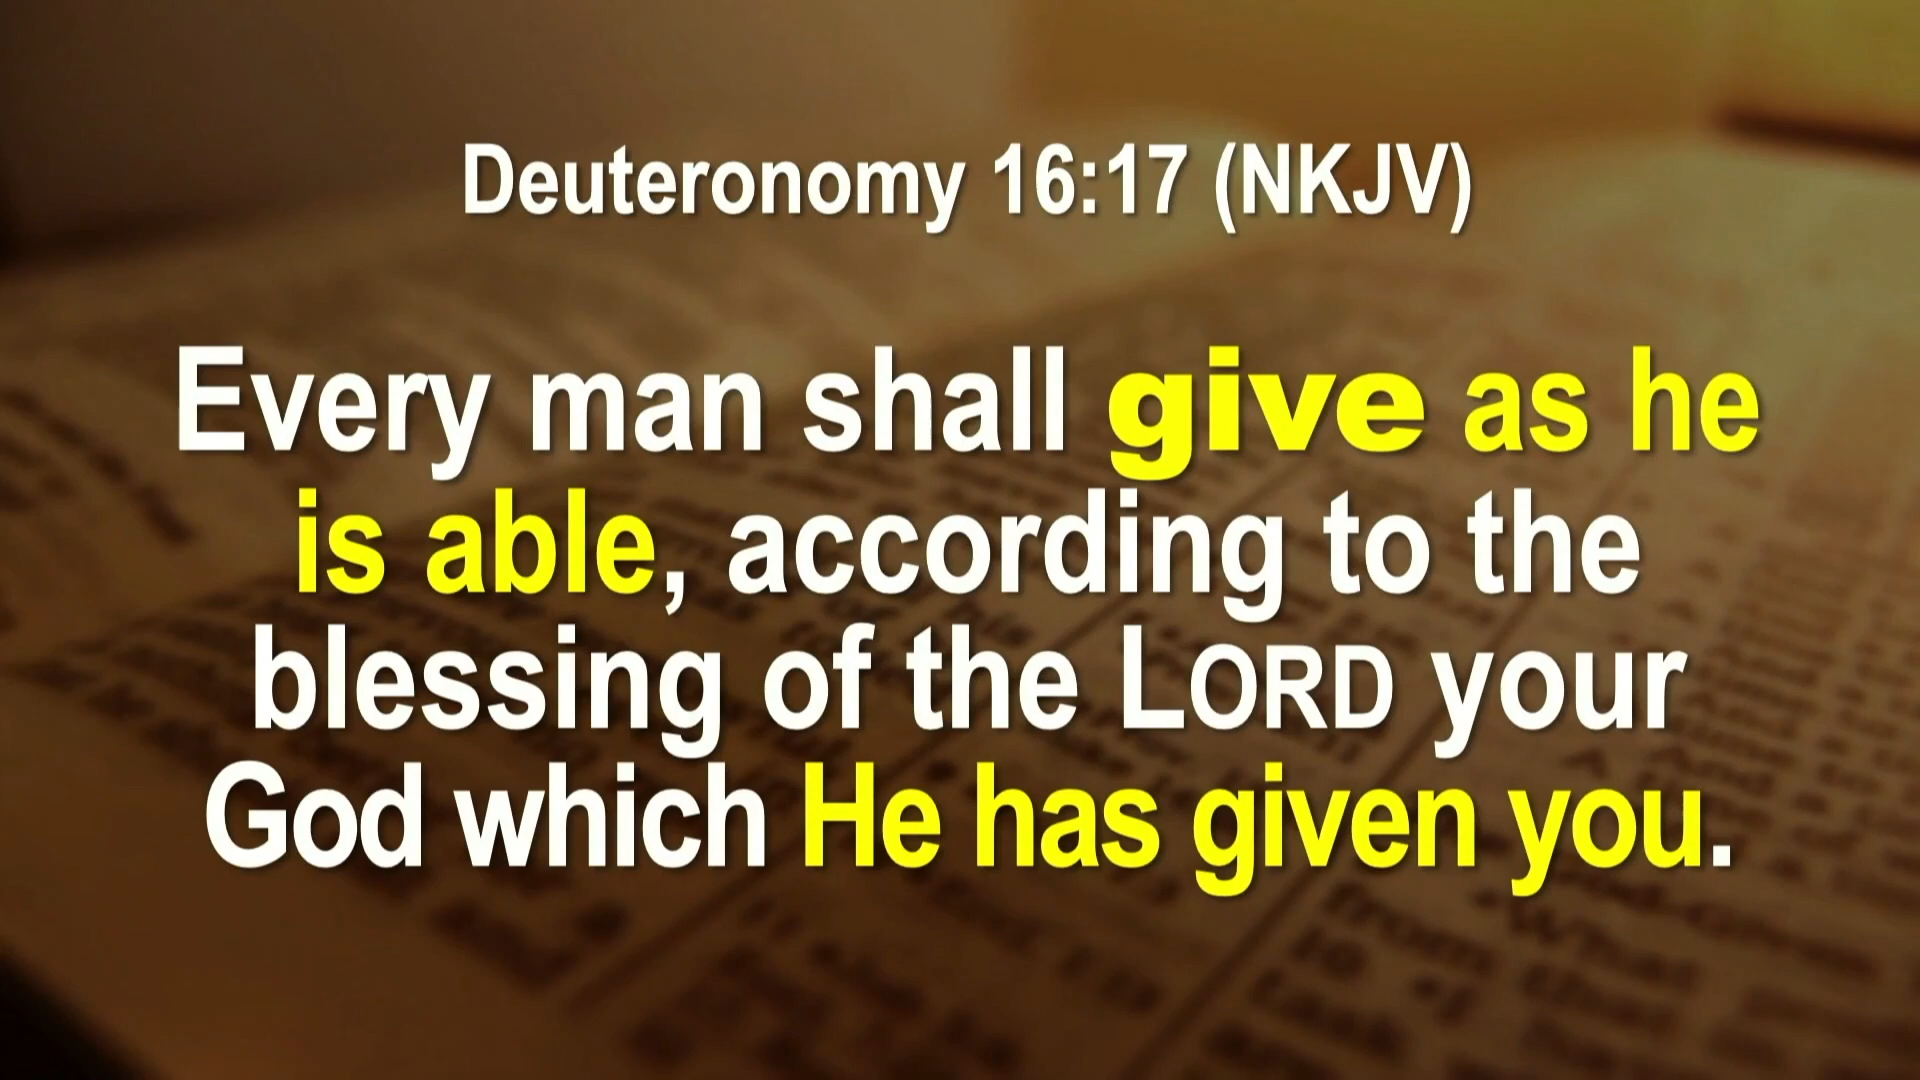 Deuteronomy 16:17 (NKJV)
Every man shall give as he
is able, according to the
blessing of the LORD your
God which He has given you.